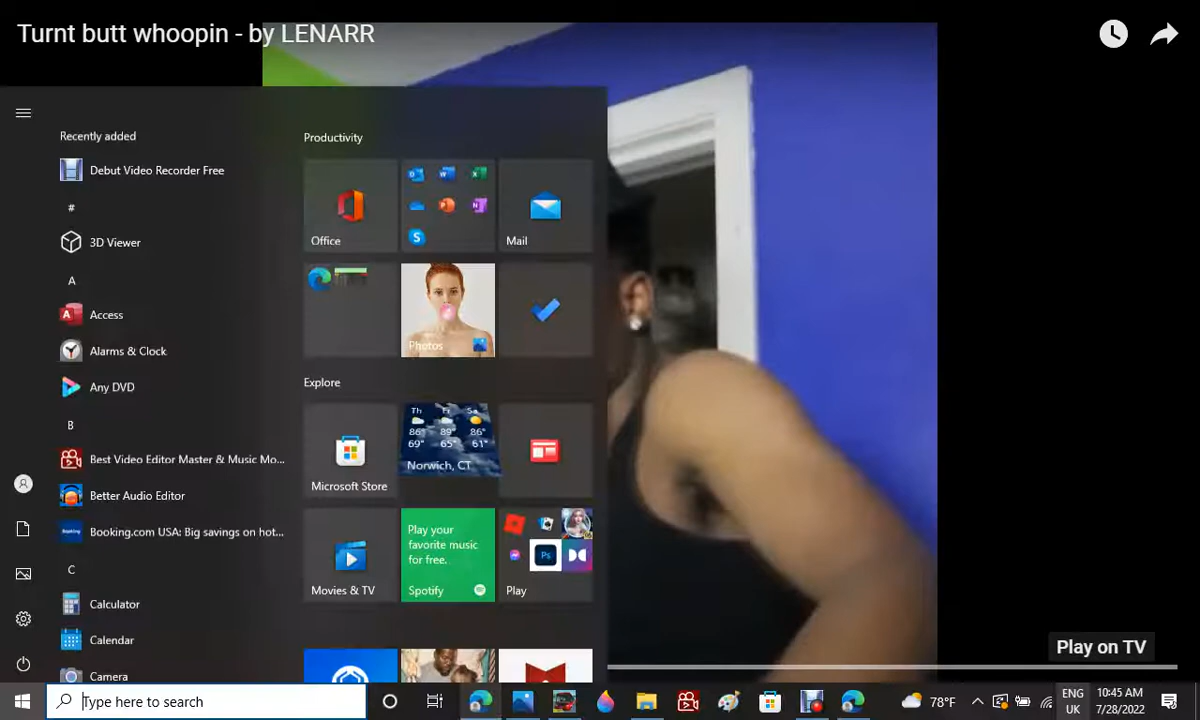 Turnt butt whoopin - by LENARR
Recently added
Debut Video Recorder Free
#
3D Viewer
A
Access
Alarms & Clock
Any DVD
B
Best Video Editor Master & Music Mo...
Better Audio Editor
Booking.com USA: Big savings on hot...
C
Calculator
Calendar
Camera
Productivity
Office
Mail
Photos
Explore
Microsoft Store
Th Fr Sa
86° 89° 86°
69° 65° 61°
Norwich, CT
Movies & TV
Play your
favorite music
for free.
Spotify
Ps
Play
Play on TV
Type here to search
78°F
ENG
UK
10:45 AM
7/28/2022